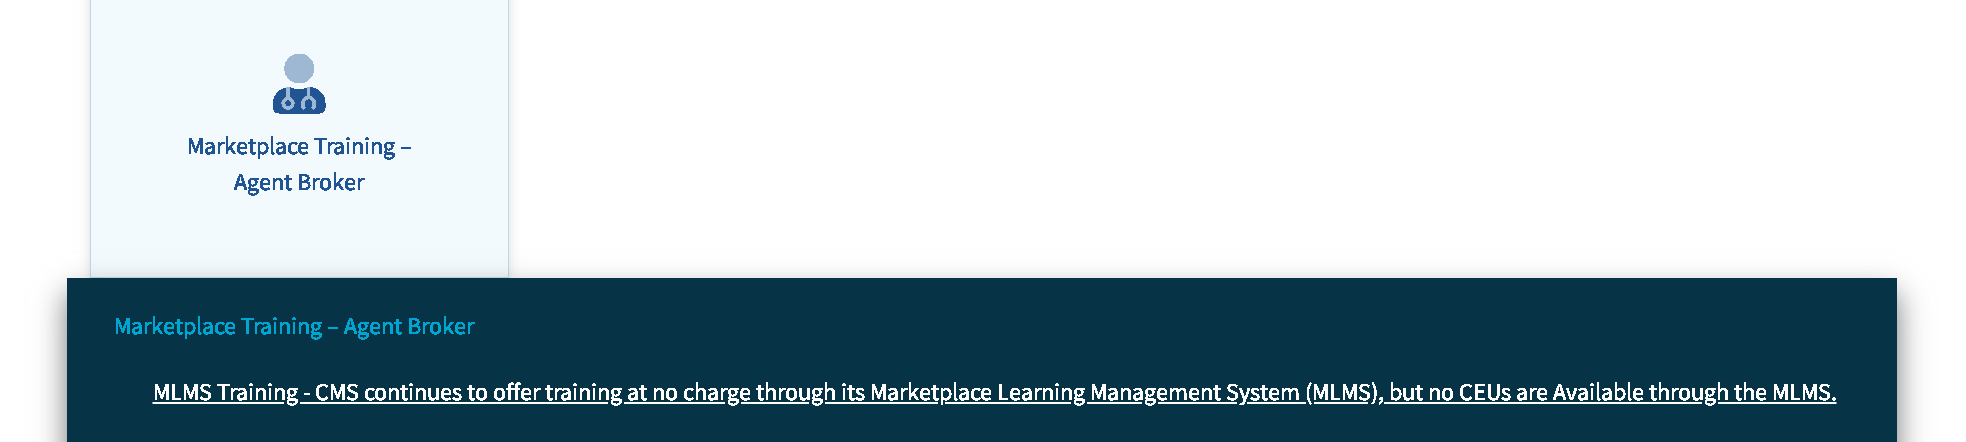 Marketplace Training –
Agent Broker
Marketplace Training – Agent Broker
MLMS Training - CMS continues to offer training at no charge through its Marketplace Learning Management System (MLMS), but no CEUs are Available through the MLMS.